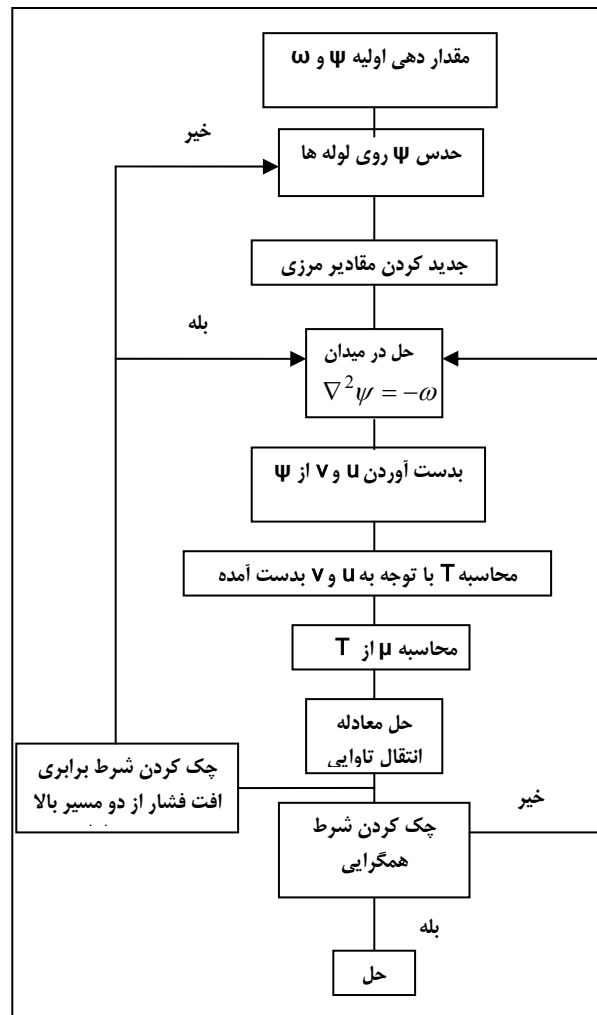 مقدار دهی اولیه ψ و ω
خیر
حدس ψ روی لوله ها
جدید کردن مقادیر مرزی
بله
حل در میدان
∇²ψ = −ω
بدست آوردن u و v از ψ
محاسبه T با توجه به u و v بدست آمده
محاسبه μ از T
حل معادله
انتقال تاوایی
چک کردن شرط برابری
افت فشار از دو مسیر بالا
خیر
چک کردن شرط
همگرایی
بله
حل